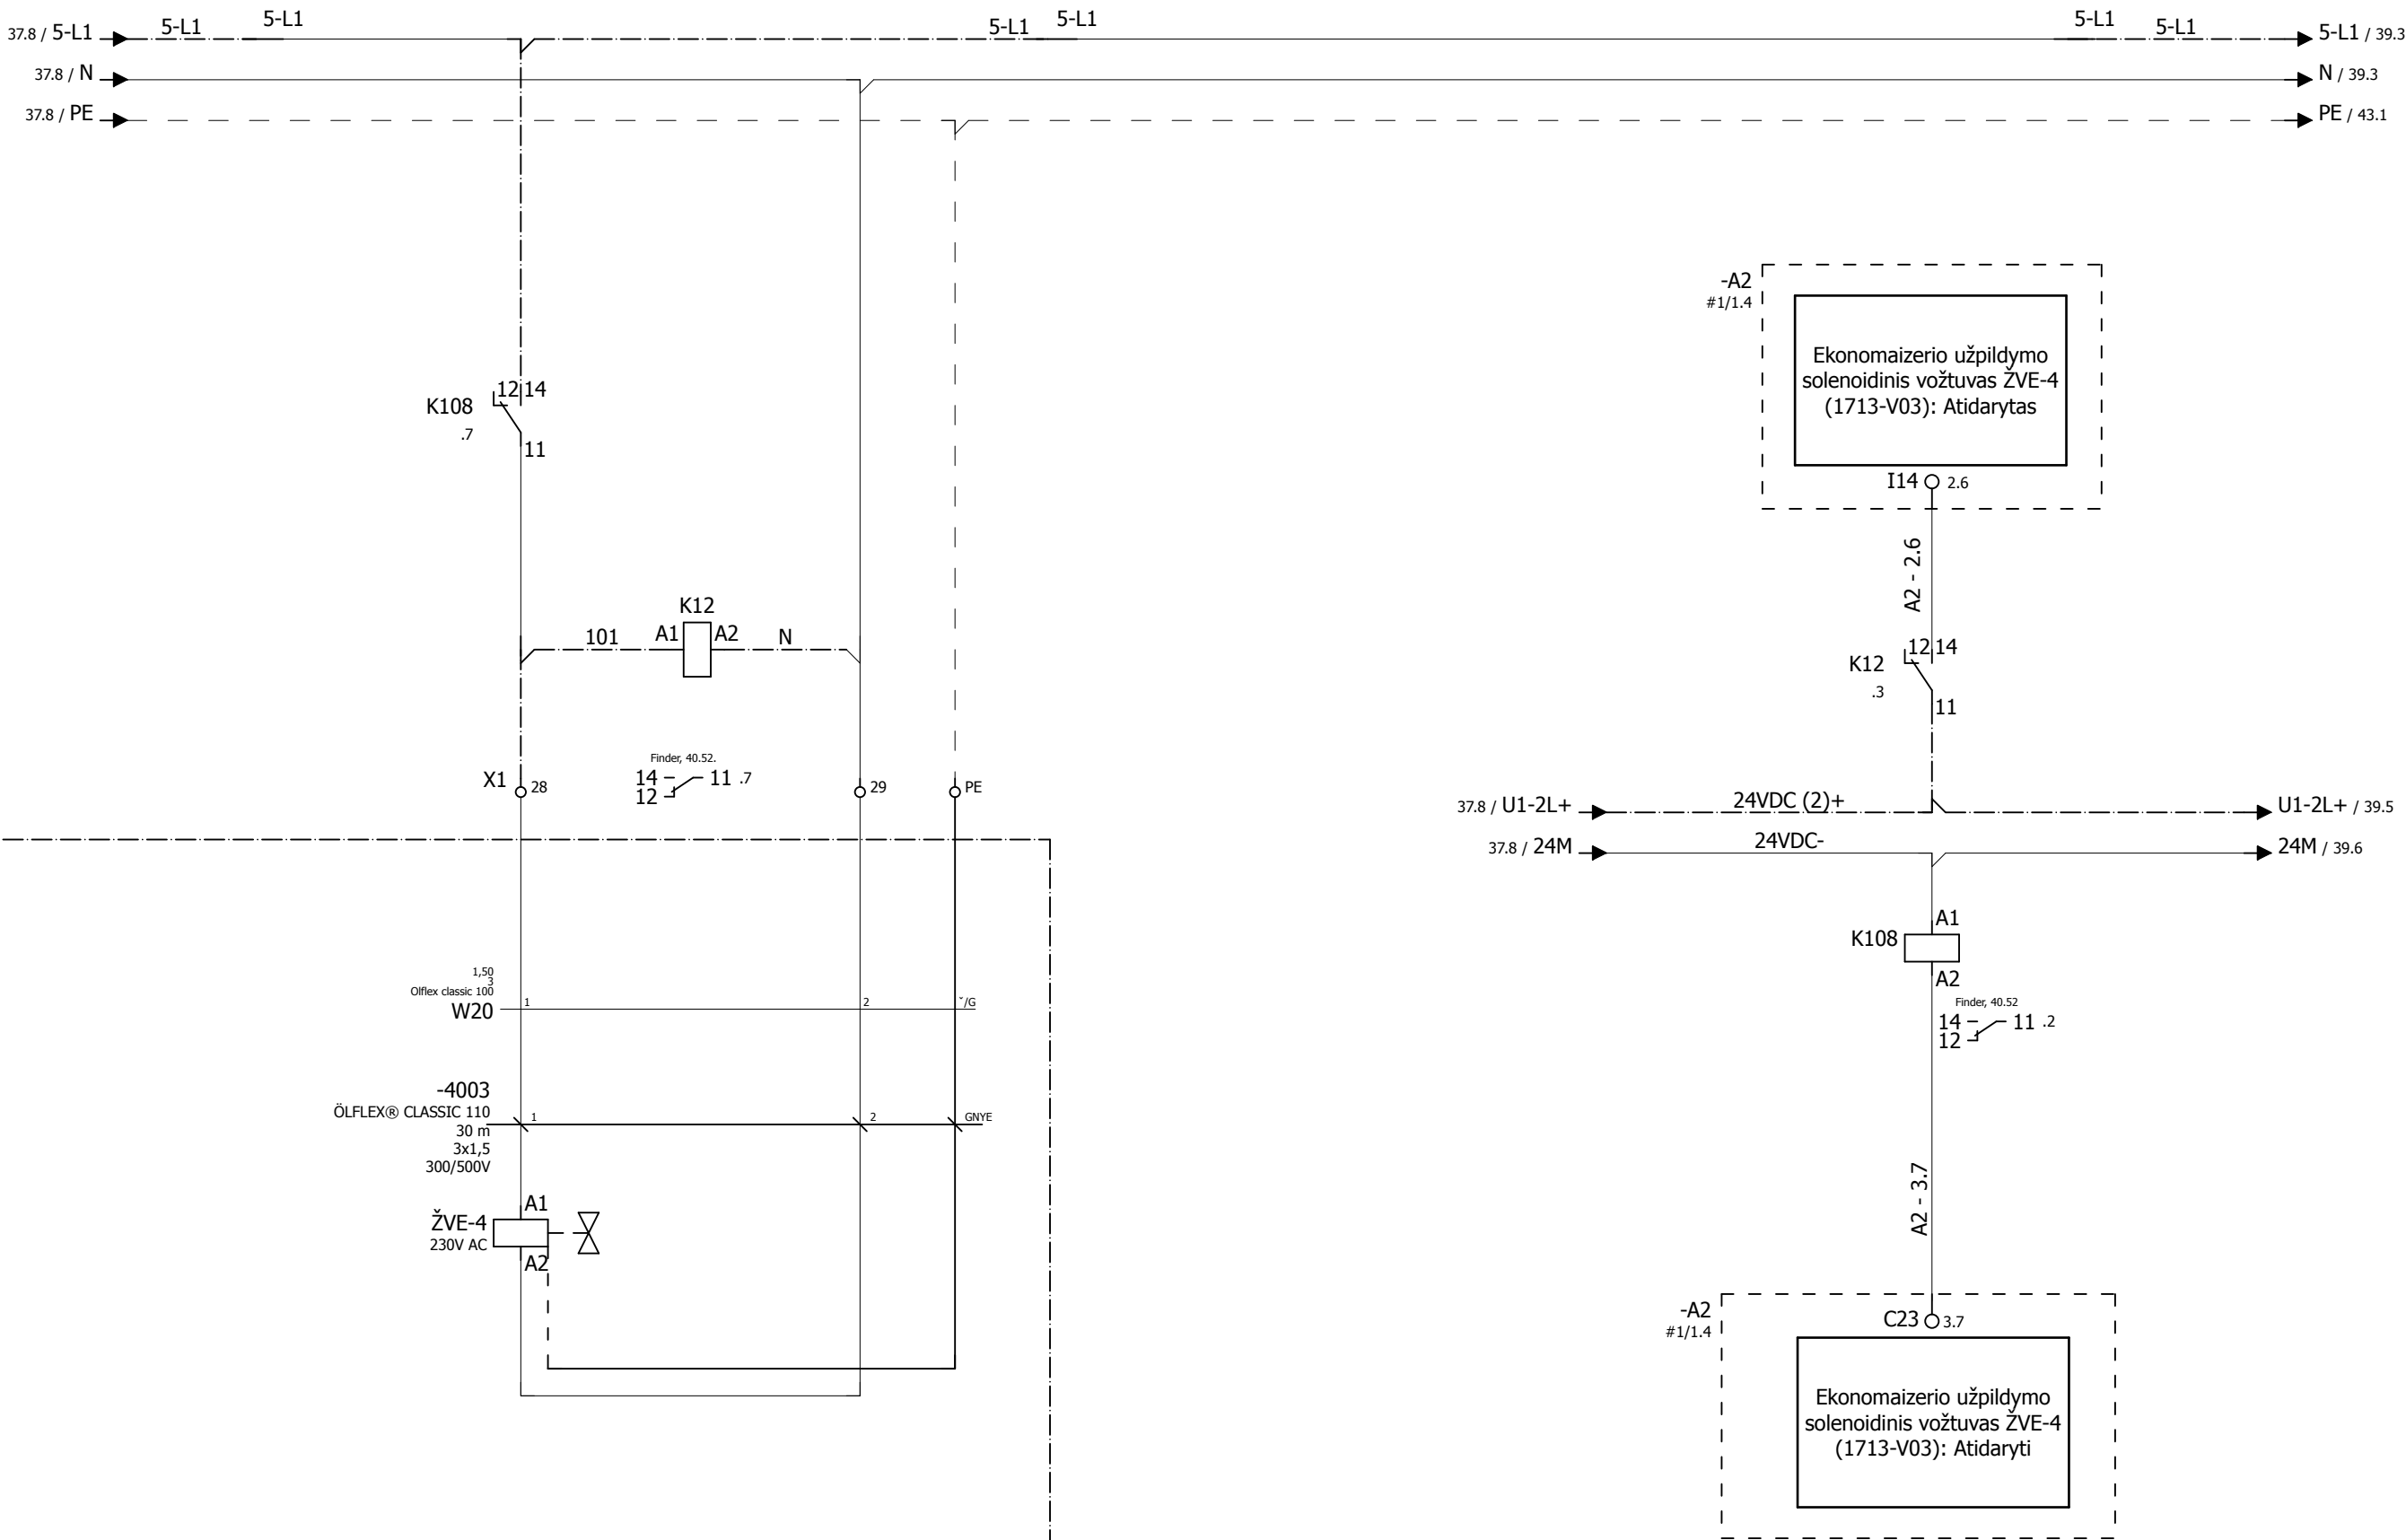 37.8 / 5-L1
5-L1
5-L1
5-L1
5-L1
5-L1
5-L1
5-L1 / 39.3
37.8 / N
N / 39.3
37.8 / PE
PE / 43.1
K108
.7
12 14
11
K12
101
A1
A2
N
X1
28
Finder, 40.52.
14
11 .7
12
29
PE
1,50
3
Olflex classic 100
W20
1
2
ˇ/G
-4003
ÖLFLEX® CLASSIC 110
30 m
3x1,5
300/500V
1
2
GNYE
ŽVE-4
230V AC
A1
A2
-A2
#1/1.4
Ekonomaizerio užpildymo
solenoidinis vožtuvas ŽVE-4
(1713-V03): Atidarytas
I14
2.6
A2 - 2.6
K12
.3
12 14
11
37.8 / U1-2L+
24VDC (2)+
U1-2L+ / 39.5
37.8 / 24M
24VDC-
24M / 39.6
K108
A1
A2
Finder, 40.52
14
11 .2
12
A2 - 3.7
-A2
#1/1.4
C23
3.7
Ekonomaizerio užpildymo
solenoidinis vožtuvas ŽVE-4
(1713-V03): Atidaryti